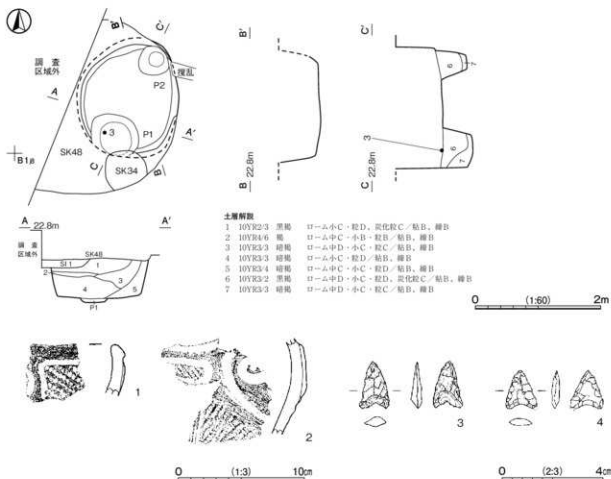 調査
区域外
A
B'
C'
撹乱
P2
3
P1
A'
SK48
C
SK34
B
B'
B 22.8m
C'
6
7
3
6
7
C 22.8m
A 22.8m
A'
調査
区域外
SK48
SI1
1
2
3
4
5
P1
土層解説
1 10YR2/3 黒褐 ローム小C・粒D、炭化粒C/粘B、締B
2 10YR4/6 褐 ローム中C・小B・粒B/粘B、締B
3 10YR3/3 暗褐 ローム中D・小C・粒C/粘B、締B
4 10YR3/3 暗褐 ローム小C・粒D/粘B、締B
5 10YR3/4 暗褐 ローム中C・小C・粒D/粘B、締B
6 10YR3/2 黒褐 ローム中D・小C・粒D、炭化粒C/粘B、締B
7 10YR3/3 暗褐 ローム中D・小C・粒C/粘B、締B
0 (1:60) 2m
1
2
3
4
0 (1:3) 10cm
0 (2:3) 4cm